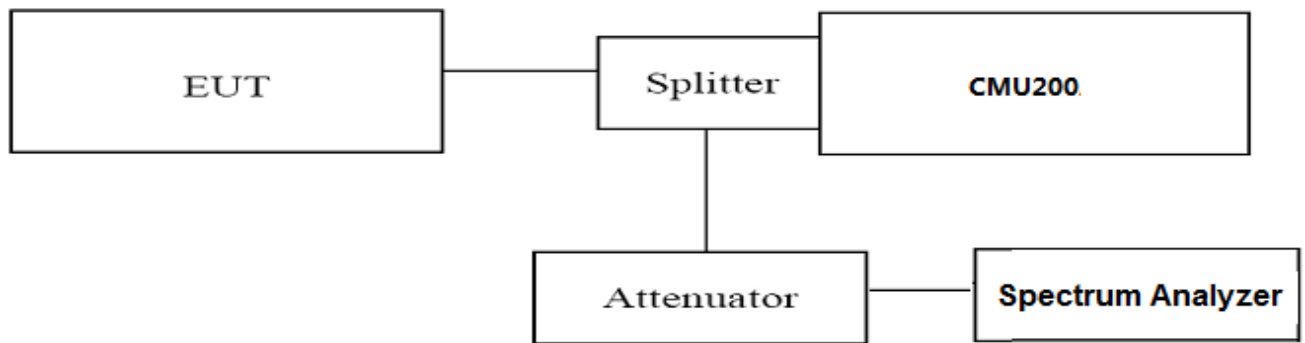 EUT
Splitter
CMU200
Attenuator
Spectrum Analyzer